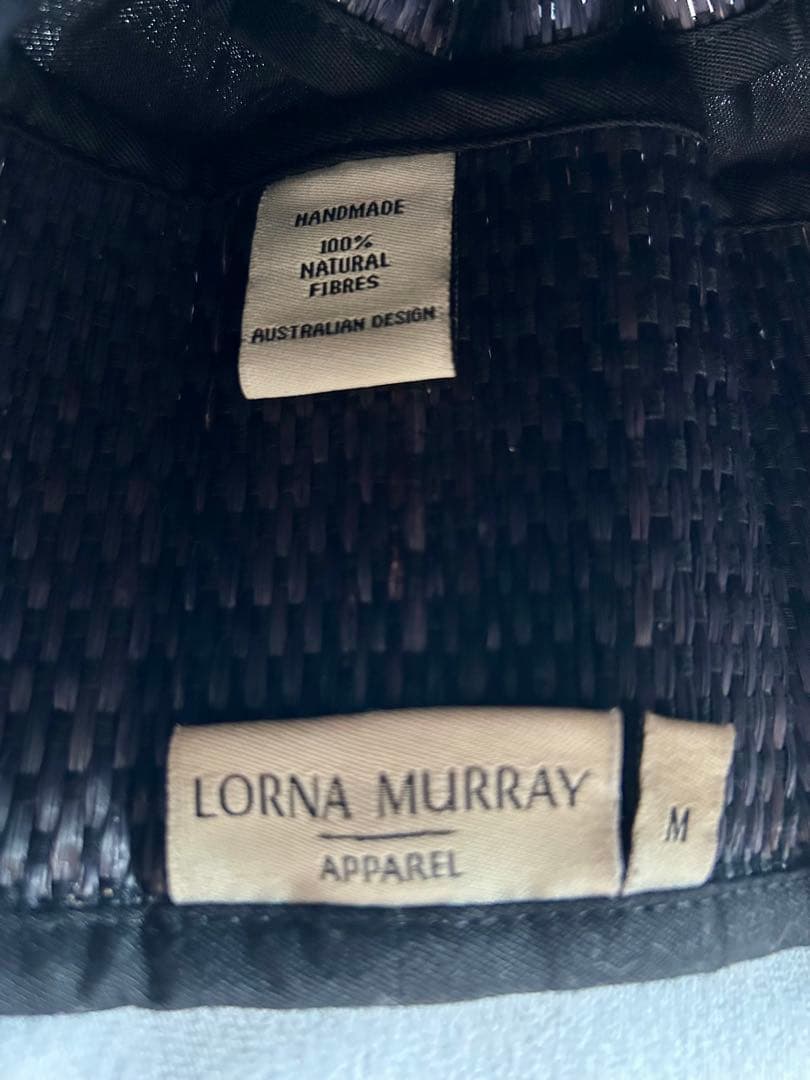 HANDMADE
100%
NATURAL
FIBRES
AUSTRALIAN DESIGN
LORNA MURRAY
APPAREL
M